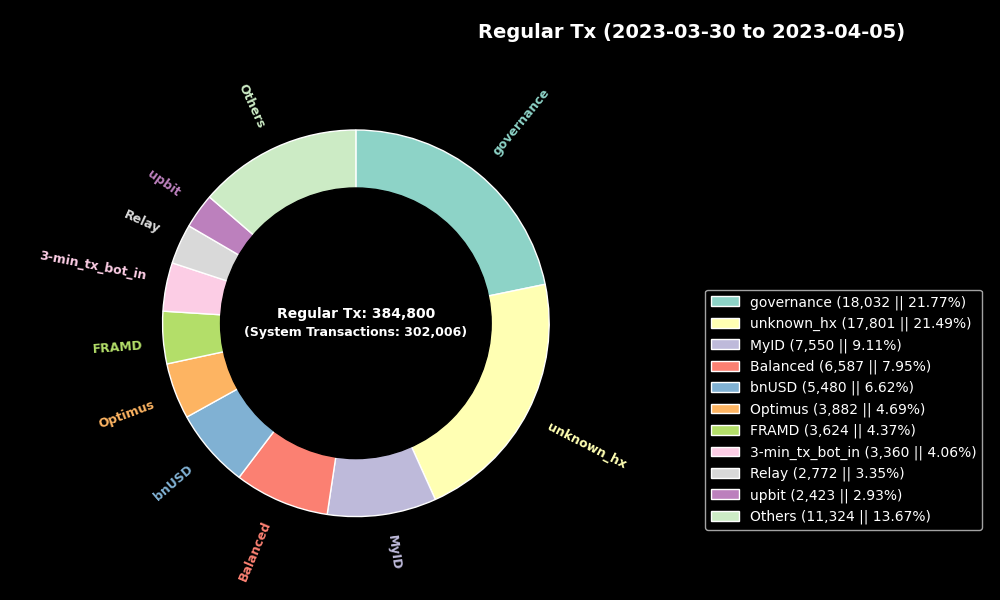 Regular Tx (2023-03-30 to 2023-04-05)
governance
Others
upbit
Relay
3-min_tx_bot_in
FRAMD
Optimus
bnUSD
Balanced
MyID
unknown_hx
Regular Tx: 384,800
(System Transactions: 302,006)
governance (18,032 || 21.77%)
unknown_hx (17,801 || 21.49%)
MyID (7,550 || 9.11%)
Balanced (6,587 || 7.95%)
bnUSD (5,480 || 6.62%)
Optimus (3,882 || 4.69%)
FRAMD (3,624 || 4.37%)
3-min_tx_bot_in (3,360 || 4.06%)
Relay (2,772 || 3.35%)
upbit (2,423 || 2.93%)
Others (11,324 || 13.67%)